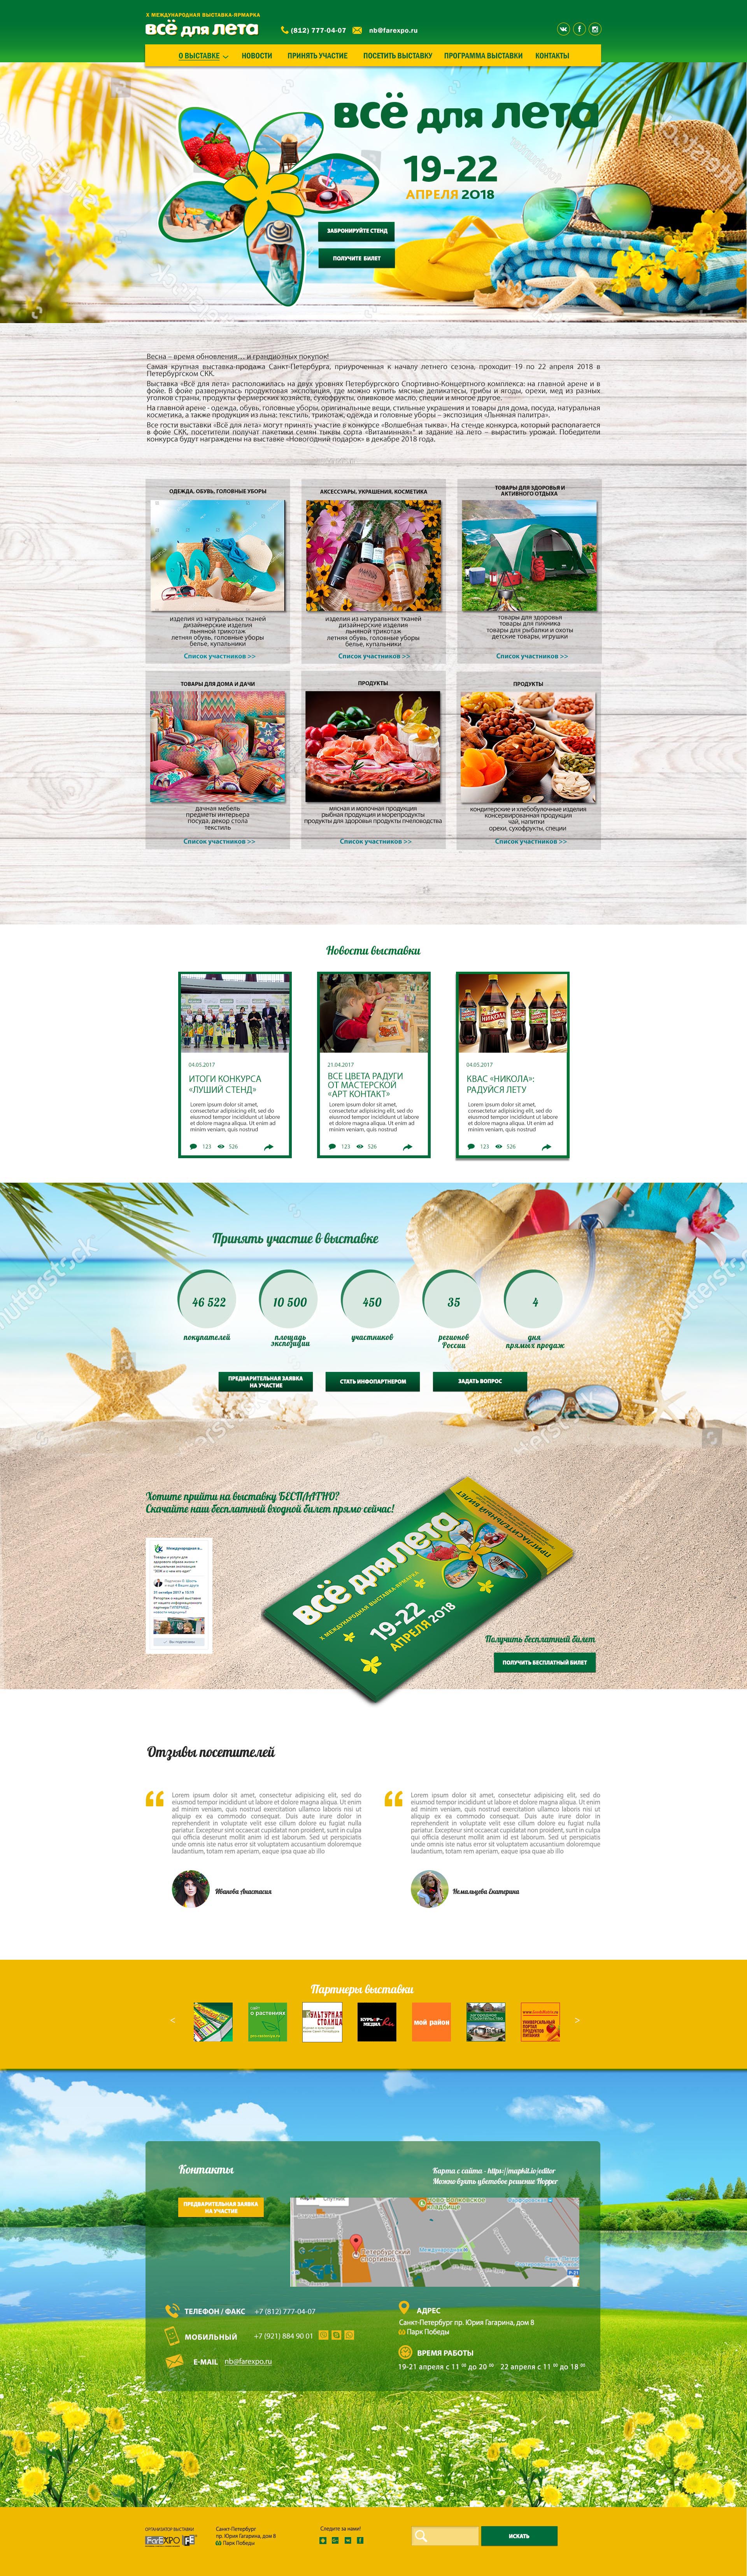 X МЕЖДУНАРОДНАЯ ВЫСТАВКА-ЯРМАРКА
всё для лета
(812) 777-04-07
nb@farexpo.ru
О ВЫСТАВКЕ
НОВОСТИ
ПРИНЯТЬ УЧАСТИЕ
ПОСЕТИТЬ ВЫСТАВКУ
ПРОГРАММА ВЫСТАВКИ
КОНТАКТЫ
всё для лета
19-22
АПРЕЛЯ 2018
ЗАБРОНИРУЙТЕ СТЕНД
ПОЛУЧИТЕ БИЛЕТ
Весна – время обновления… и грандиозных покупок!
Самая крупная выставка-продажа Санкт-Петербурга, приуроченная к началу летнего сезона, проходит 19 по 22 апреля 2018 в
Петербургском СКК.
Выставка «Всё для лета» расположилась на двух уровнях Петербургского Спортивно-Концертного комплекса: на главной арене и в
фойе. В фойе развернулась продуктовая экспозиция, где можно купить мясные деликатесы, грибы и ягоды, орехи, мед из разных
уголков страны, продукты фермерских хозяйств, сухофрукты, оливковое масло, специи и многое другое.
На главной арене - одежда, обувь, головные уборы, оригинальные вещи, стильные украшения и товары для дома, посуда, натуральная
косметика, а также продукция из льна: текстиль, трикотаж, одежда и головные уборы – экспозиция «Льняная палитра».
Все гости выставки «Всё для лета» могут принять участие в конкурсе «Волшебная тыква». На стенде конкурса, который располагается
в фойе СКК, посетители получат пакетики семян тыквы сорта «Витаминная»* и задание на лето – вырастить урожай. Победители
конкурса будут награждены на выставке «Новогодний подарок» в декабре 2018 года.
ОДЕЖДА, ОБУВЬ, ГОЛОВНЫЕ УБОРЫ
изделия из натуральных тканей
дизайнерские изделия
льняной трикотаж
летняя обувь, головные уборы
белье, купальники
Список участников >>
АКСЕССУАРЫ, УКРАШЕНИЯ, КОСМЕТИКА
изделия из натуральных тканей
дизайнерские изделия
льняной трикотаж
летняя обувь, головные уборы
белье, купальники
Список участников >>
ТОВАРЫ ДЛЯ ЗДОРОВЬЯ И
АКТИВНОГО ОТДЫХА
товары для здоровья
товары для пикника
товары для рыбалки и охоты
детские товары, игрушки
Список участников >>
ТОВАРЫ ДЛЯ ДОМА И ДАЧИ
дачная мебель
предметы интерьера
посуда, декор стола
текстиль
Список участников >>
ПРОДУКТЫ
мясная и молочная продукция
рыбная продукция и морепродукты
продукты для здоровья продукты пчеловодства
Список участников >>
ПРОДУКТЫ
кондитерские и хлебобулочные изделия
консервированная продукция
чай, напитки
орехи, сухофрукты, специи
Список участников >>
Новости выставки
04.05.2017
ИТОГИ КОНКУРСА
«ЛУШИЙ СТЕНД»
Lorem ipsum dolor sit amet,
consectetur adipisicing elit, sed do
eiusmod tempor incididunt ut labore
et dolore magna aliqua. Ut enim ad
minim veniam, quis nostrud
123 526
21.04.2017
ВСЕ ЦВЕТА РАДУГИ
ОТ МАСТЕРСКОЙ
«АРТ КОНТАКТ»
Lorem ipsum dolor sit amet,
consectetur adipisicing elit, sed do
eiusmod tempor incididunt ut labore
et dolore magna aliqua. Ut enim ad
minim veniam, quis nostrud
123 526
НИКОЛА
04.05.2017
КВАС «НИКОЛА»:
РАДУЙСЯ ЛЕТУ
Lorem ipsum dolor sit amet,
consectetur adipisicing elit, sed do
eiusmod tempor incididunt ut labore
et dolore magna aliqua. Ut enim ad
minim veniam, quis nostrud
123 526
Принять участие в выставке
46 522
покупателей
10 500
площадь
экспозиции
450
участников
35
регионов
России
4
дня
прямых продаж
ПРЕДВАРИТЕЛЬНАЯ ЗАЯВКА
НА УЧАСТИЕ
СТАТЬ ИНФОПАРТНЕРОМ
ЗАДАТЬ ВОПРОС
shutterstock
Хотите прийти на выставку БЕСПЛАТНО?
Скачайте наш бесплатный входной билет прямо сейчас!
ПРИГЛАСИТЕЛЬНЫЙ БИЛЕТ
всё для лета
X МЕЖДУНАРОДНАЯ ВЫСТАВКА-ЯРМАРКА
19-22
АПРЕЛЯ 2018
Получить бесплатный билет
ПОЛУЧИТЬ БЕСПЛАТНЫЙ БИЛЕТ
Отзывы посетителей
Lorem ipsum dolor sit amet, consectetur adipisicing elit, sed do
eiusmod tempor incididunt ut labore et dolore magna aliqua. Ut enim
ad minim veniam, quis nostrud exercitation ullamco laboris nisi ut
aliquip ex ea commodo consequat. Duis aute irure dolor in
reprehenderit in voluptate velit esse cillum dolore eu fugiat nulla
pariatur. Excepteur sint occaecat cupidatat non proident, sunt in culpa
qui officia deserunt mollit anim id est laborum. Sed ut perspiciatis
unde omnis iste natus error sit voluptatem accusantium doloremque
laudantium, totam rem aperiam, eaque ipsa quae ab illo
Иванова Анастасия
Lorem ipsum dolor sit amet, consectetur adipisicing elit, sed do
eiusmod tempor incididunt ut labore et dolore magna aliqua. Ut enim
ad minim veniam, quis nostrud exercitation ullamco laboris nisi ut
aliquip ex ea commodo consequat. Duis aute irure dolor in
reprehenderit in voluptate velit esse cillum dolore eu fugiat nulla
pariatur. Excepteur sint occaecat cupidatat non proident, sunt in culpa
qui officia deserunt mollit anim id est laborum. Sed ut perspiciatis
unde omnis iste natus error sit voluptatem accusantium doloremque
laudantium, totam rem aperiam, eaque ipsa quae ab illo
Немальцева Екатерина
Партнеры выставки
САЙТ
о растениях
КУЛЬТУРНАЯ
СТОЛИЦА
КУРЬЕР-
МЕДИА Ru
мой район
ЗАГОРОДНОЕ
СТРОИТЕЛЬСТВО
УНИВЕРСАЛЬНЫЙ
ПОРТАЛ
ПРОДУКТОВ
ПИТАНИЯ
Контакты
Карта с сайта - https://mapkit.io/editor
Можно взять цветовое решение Hopper
ПРЕДВАРИТЕЛЬНАЯ ЗАЯВКА
НА УЧАСТИЕ
Петербургский
Спортивно...
ТЕЛЕФОН / ФАКС +7 (812) 777-04-07
МОБИЛЬНЫЙ +7 (921) 884 90 01
E-MAIL nb@farexpo.ru
АДРЕС
Санкт-Петербург пр. Юрия Гагарина, дом 8
Парк Победы
ВРЕМЯ РАБОТЫ
19-21 апреля с 11 00 до 20 00 22 апреля с 11 00 до 18 00
ОРГАНИЗАТОР ВЫСТАВКИ
FarEXPO FE
Санкт-Петербург
пр. Юрия Гагарина, дом 8
Парк Победы
Следите за нами!
ИСКАТЬ